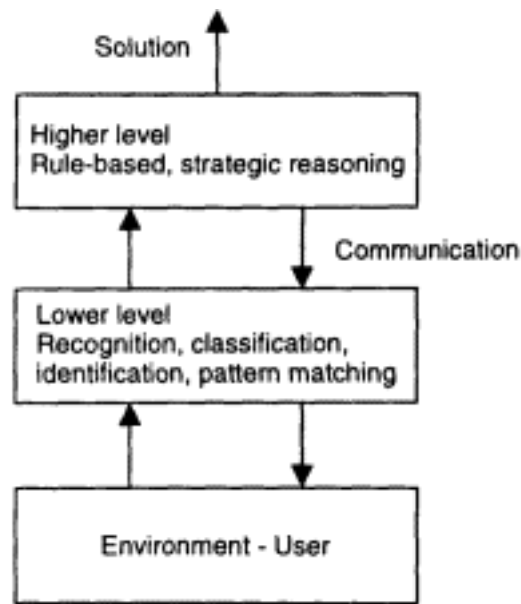 Solution
Higher level
Rule-based, strategic reasoning
Communication
Lower level
Recognition, classification,
identification, pattern matching
Environment - User